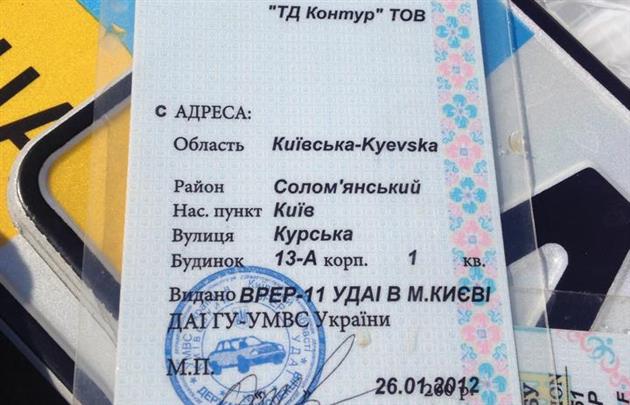 "ТД Контур" ТОВ
С АДРЕСА:
Область Київська-Kyevska
Район Солом'янський
Нас. пункт Київ
Вулиця Курська
Будинок 13-А корп. 1 кв.
Видано ВРЕР-11 УДАІ В М.КИЄВІ
ДАІ ГУ-УМВС України
М.П.
26.01.2012 р.